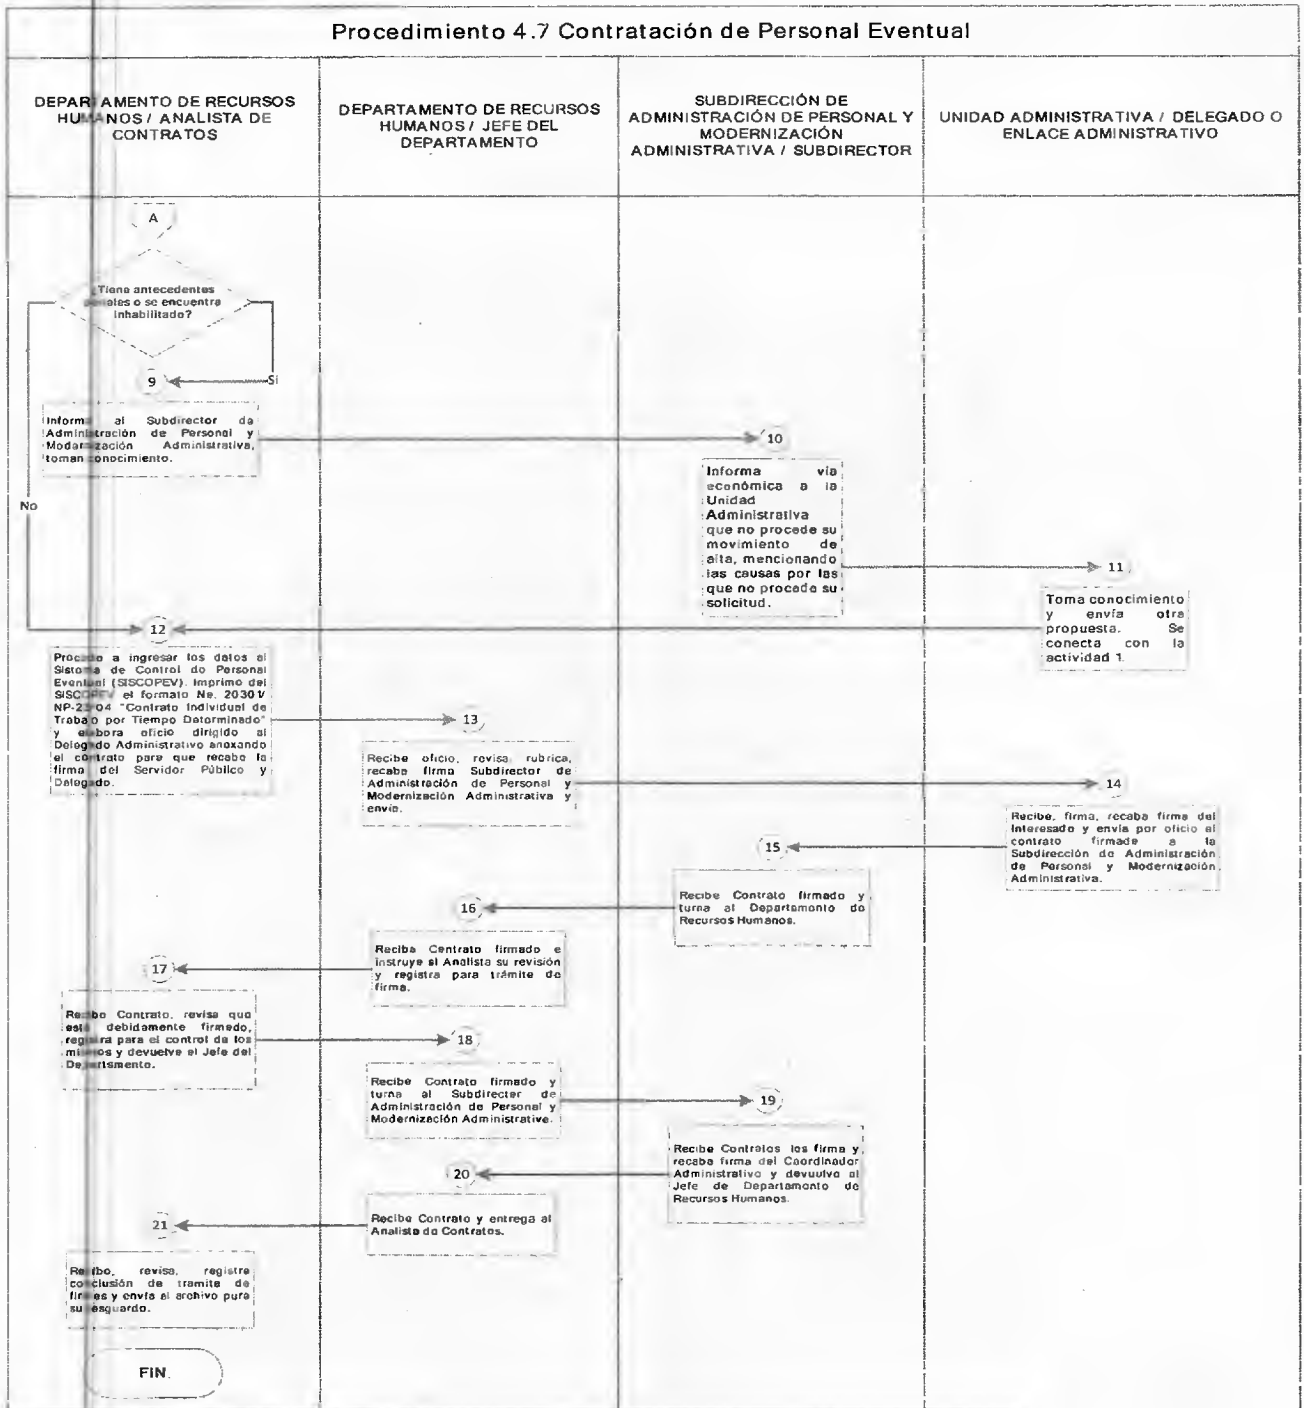 Procedimiento 4.7 Contratación de Personal Eventual
DEPARTAMENTO DE RECURSOS
HUMANOS / ANALISTA DE
CONTRATOS
DEPARTAMENTO DE RECURSOS
HUMANOS / JEFE DEL
DEPARTAMENTO
SUBDIRECCIÓN DE
ADMINISTRACIÓN DE PERSONAL Y
MODERNIZACIÓN
ADMINISTRATIVA / SUBDIRECTOR
UNIDAD ADMINISTRATIVA / DELEGADO O
ENLACE ADMINISTRATIVO
A
¿Tiene antecedentes
penales o se encuentra
inhabilitado?
Si
No
9
Informa al Subdirector de
Administración de Personal y
Modernización Administrativa,
toman conocimiento.
10
Informa vía
económica a la
Unidad
Administrativa
que no procede su
movimiento de
alta, mencionando
las causas por las
que no procede su
solicitud.
11
Toma conocimiento
y envía otra
propuesta. Se
conecta con la
actividad 1.
12
Procede a ingresar los datos al
Sistema de Control de Personal
Eventual (SISCOPEV). Imprime del
SISCOPEV el formato No. 20301/
NP-23-04 "Contrato Individual de
Trabajo por Tiempo Determinado"
y elabora oficio dirigido al
Delegado Administrativo anexando
el contrato para que recabe la
firma del Servidor Público y
Delegado.
13
Recibe oficio, revisa, rubrica,
recaba firma Subdirector de
Administración de Personal y
Modernización Administrativa y
envía.
14
Recibe, firma, recaba firma del
Interesado y envía por oficio el
contrato firmado a la
Subdirección de Administración
de Personal y Modernización
Administrativa.
15
Recibe Contrato firmado y
turna al Departamento de
Recursos Humanos.
16
Recibe Contrato firmado e
instruye al Analista su revisión
y registra para trámite de
firma.
17
Recibe Contrato, revisa que
esté debidamente firmado,
registra para el control de los
mismos y devuelve el Jefe del
Departamento.
18
Recibe Contrato firmado y
turna al Subdirector de
Administración de Personal y
Modernización Administrativa.
19
Recibe Contratos los firma y
recaba firma del Coordinador
Administrativo y devuelve al
Jefe de Departamento de
Recursos Humanos.
20
Recibe Contrato y entrega al
Analista de Contratos.
21
Recibo, revisa, registra
conclusión de tramite de
firmas y envía al archivo para
su resguardo.
FIN.